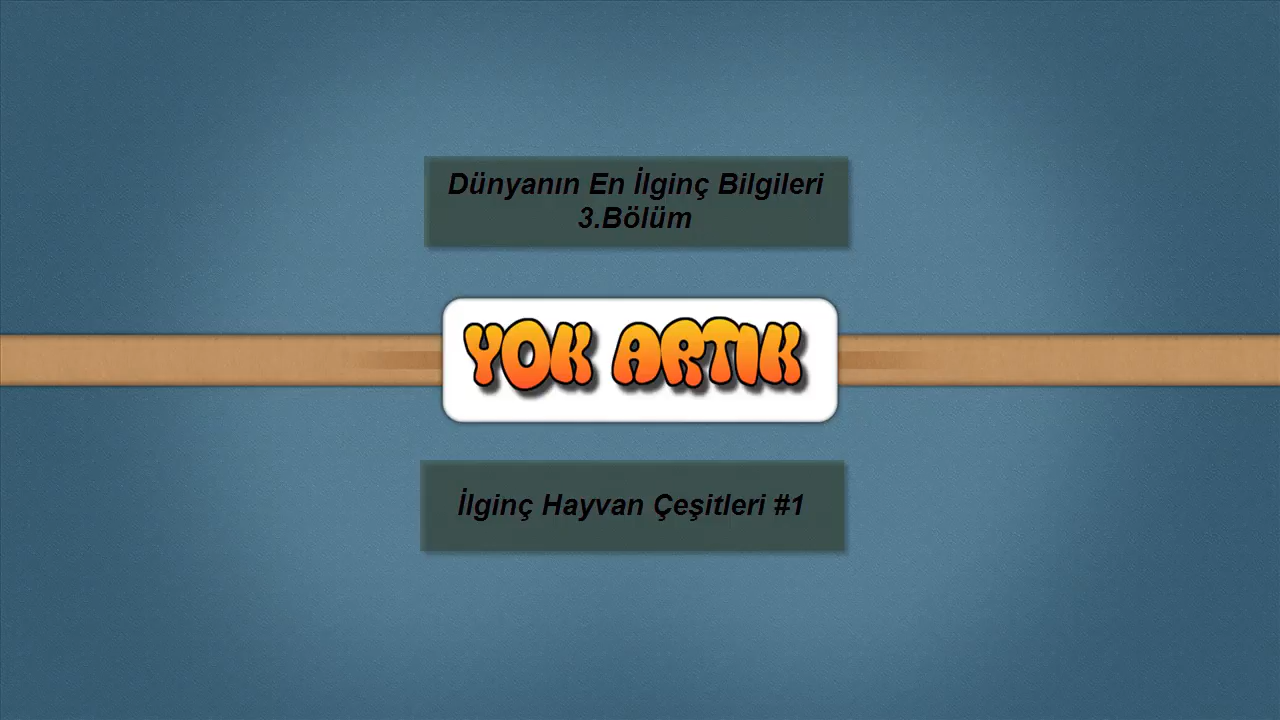 Dünyanın En İlginç Bilgileri
3.Bölüm
YOK ARTIK
İlginç Hayvan Çeşitleri #1